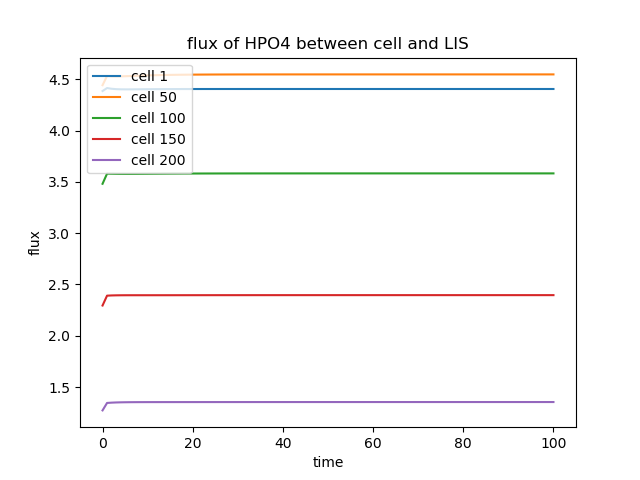 flux of HPO4 between cell and LIS
cell 1
cell 50
cell 100
cell 150
cell 200
flux
4.5
4.0
3.5
3.0
2.5
2.0
1.5
0 20 40 60 80 100
time